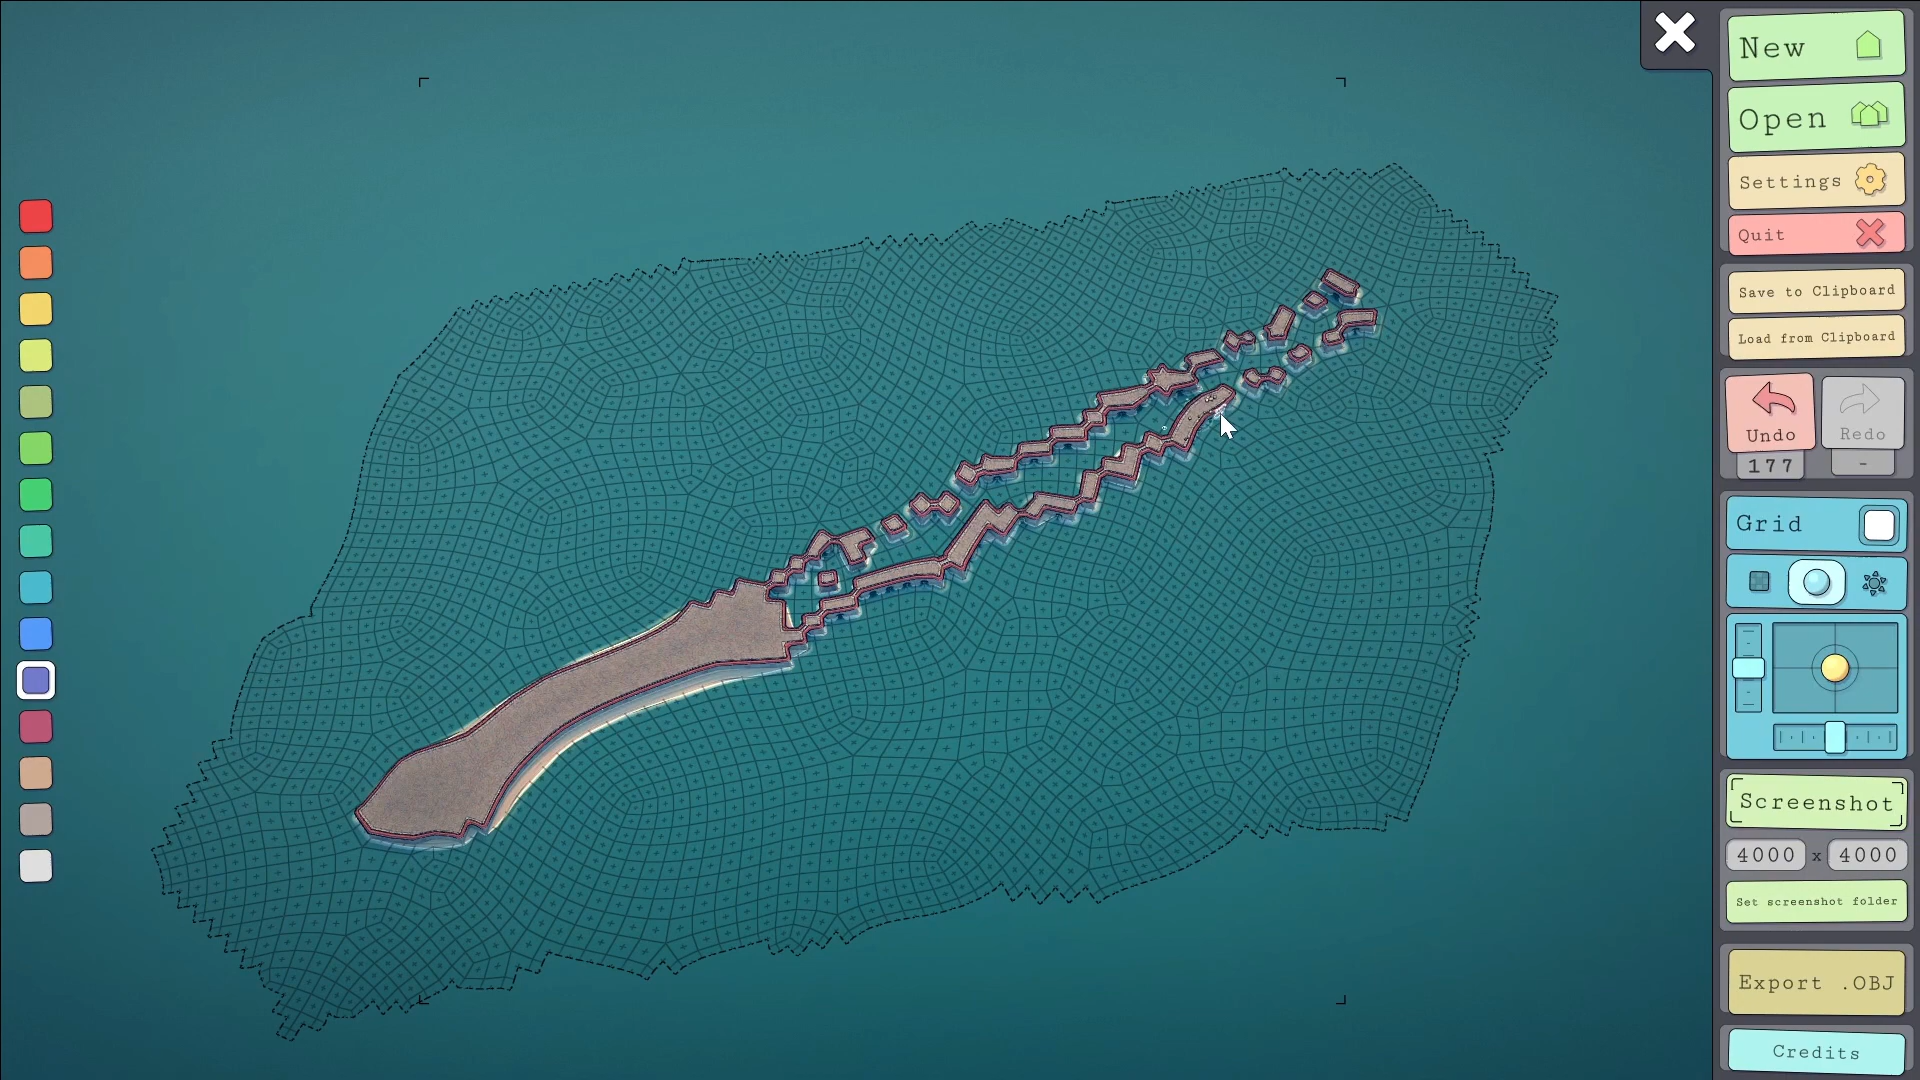 New
Open
Settings
Quit
Save to Clipboard
Load from Clipboard
Undo
Redo
177
-
Grid
Screenshot
4000 x 4000
Set screenshot folder
Export .OBJ
Credits